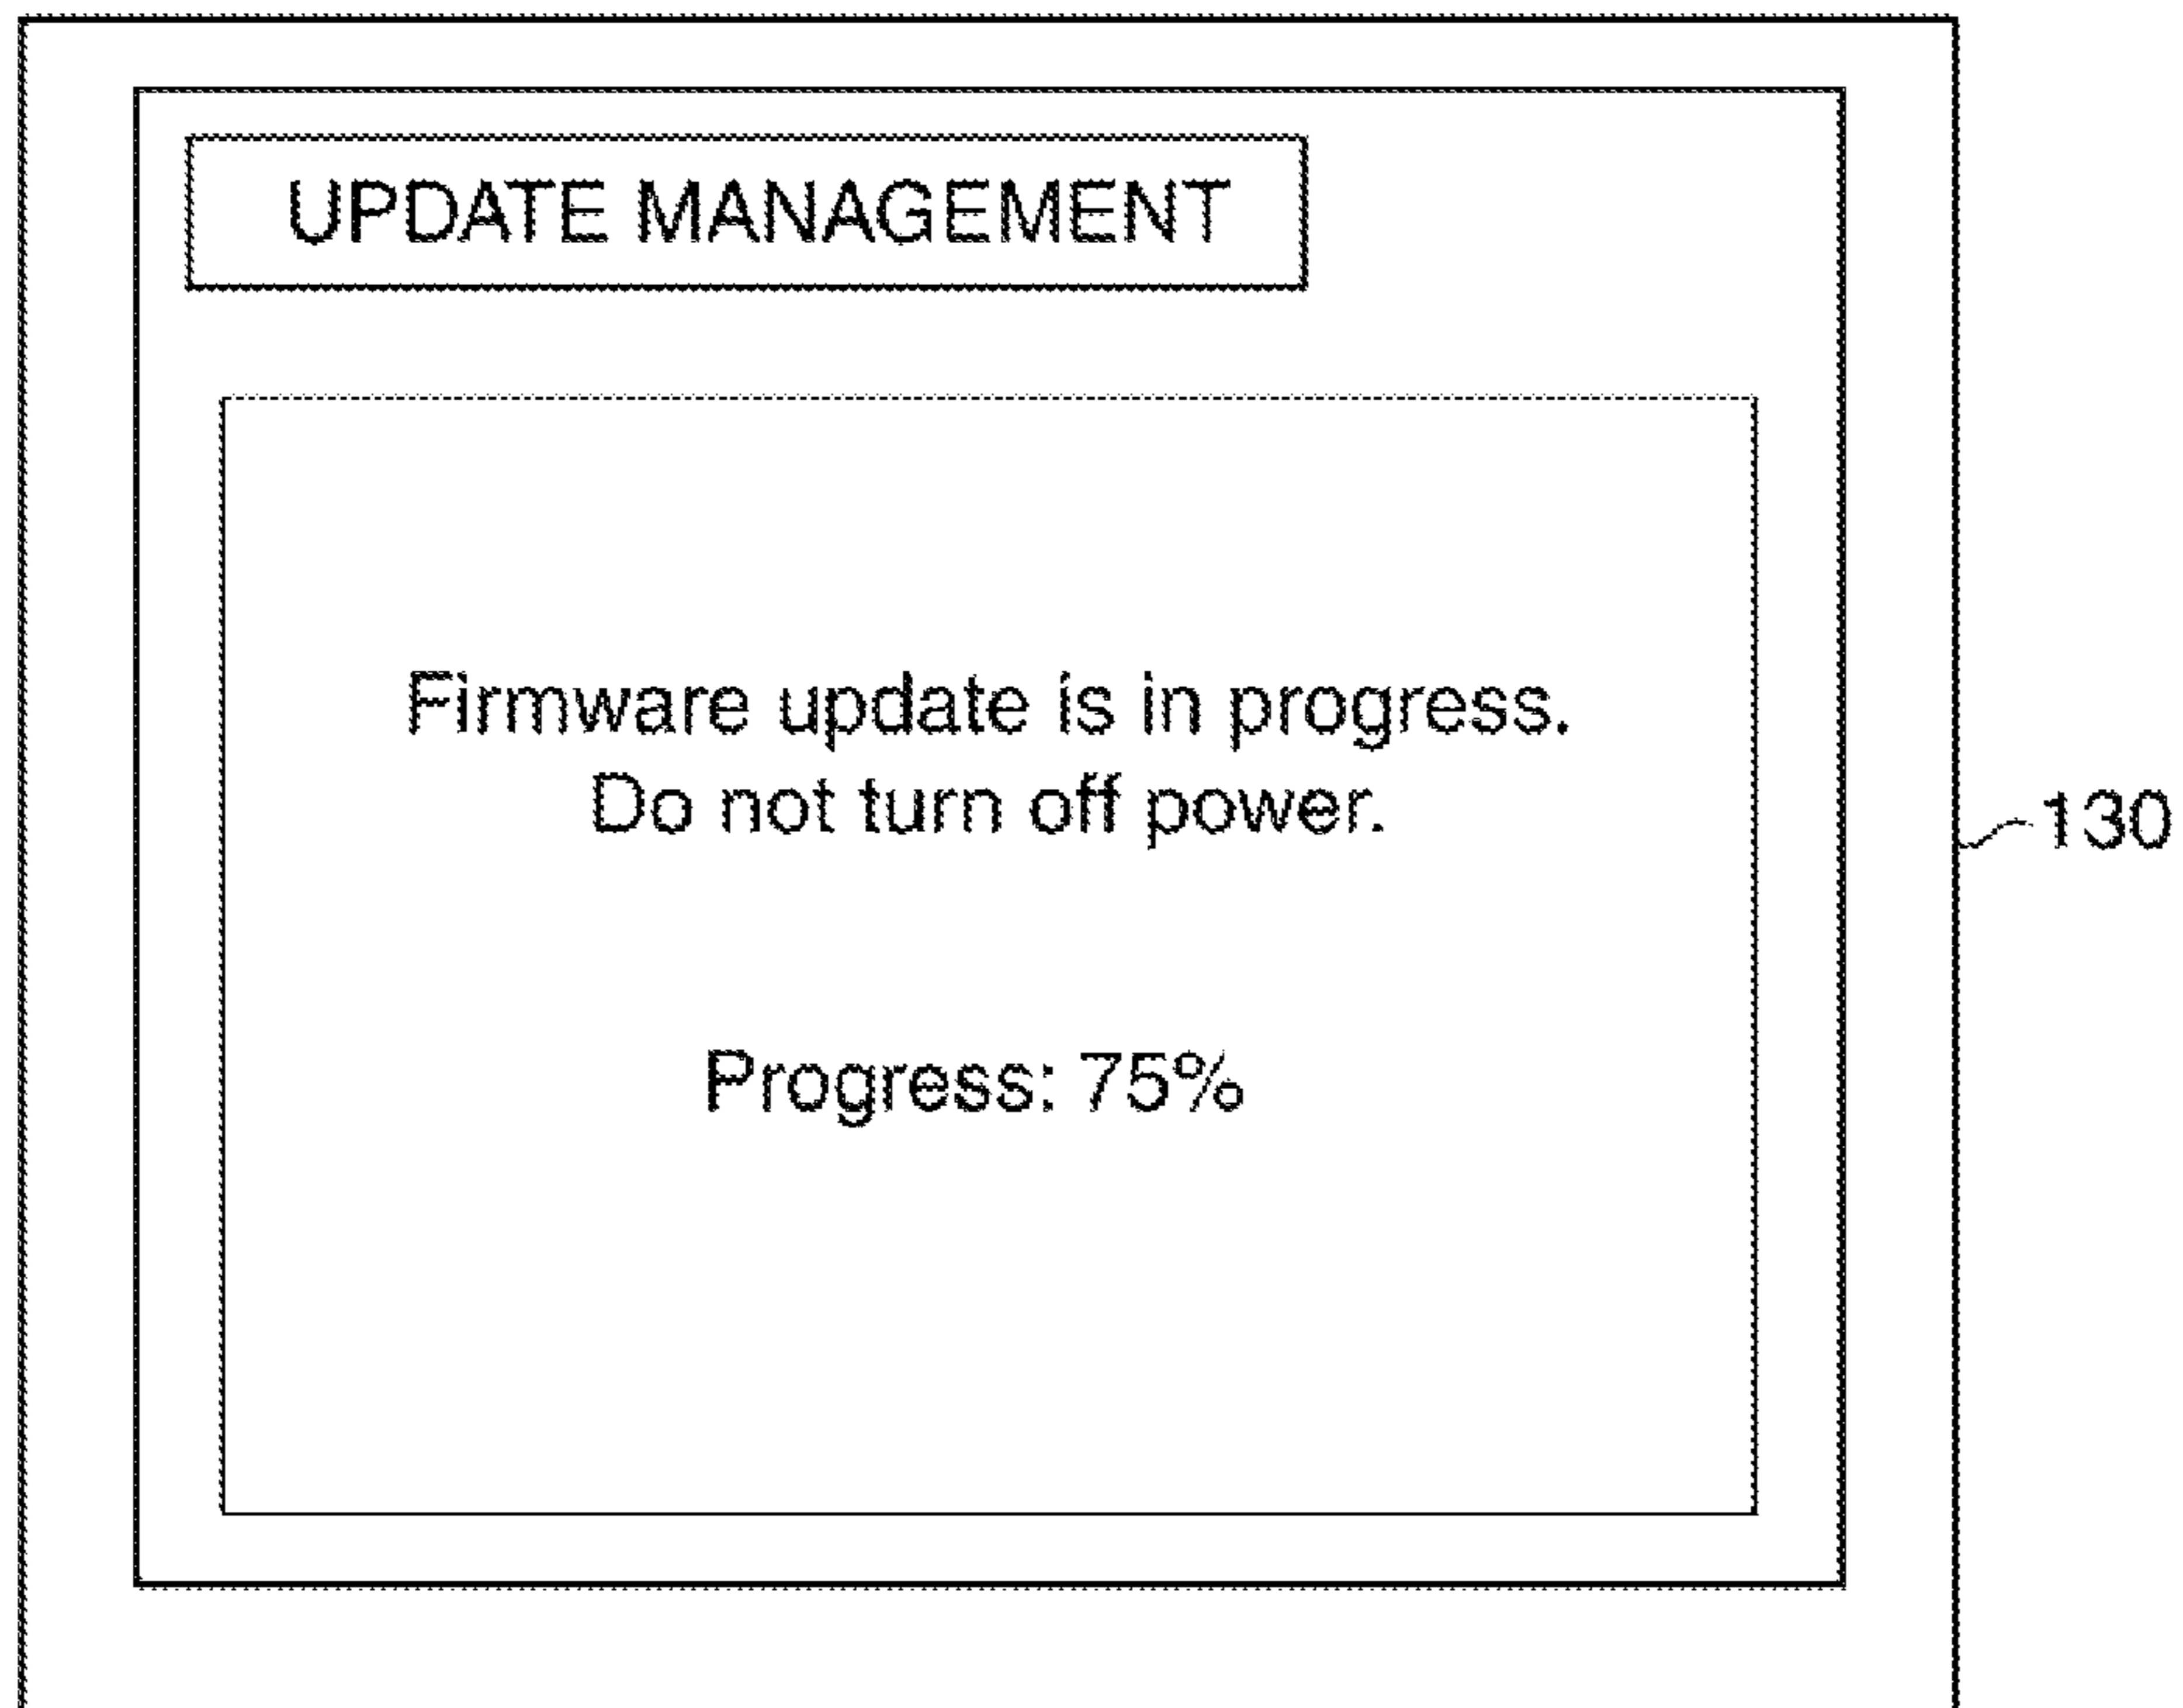 UPDATE MANAGEMENT
Firmware update is in progress.
Do not turn off power.
130
Progress: 75%